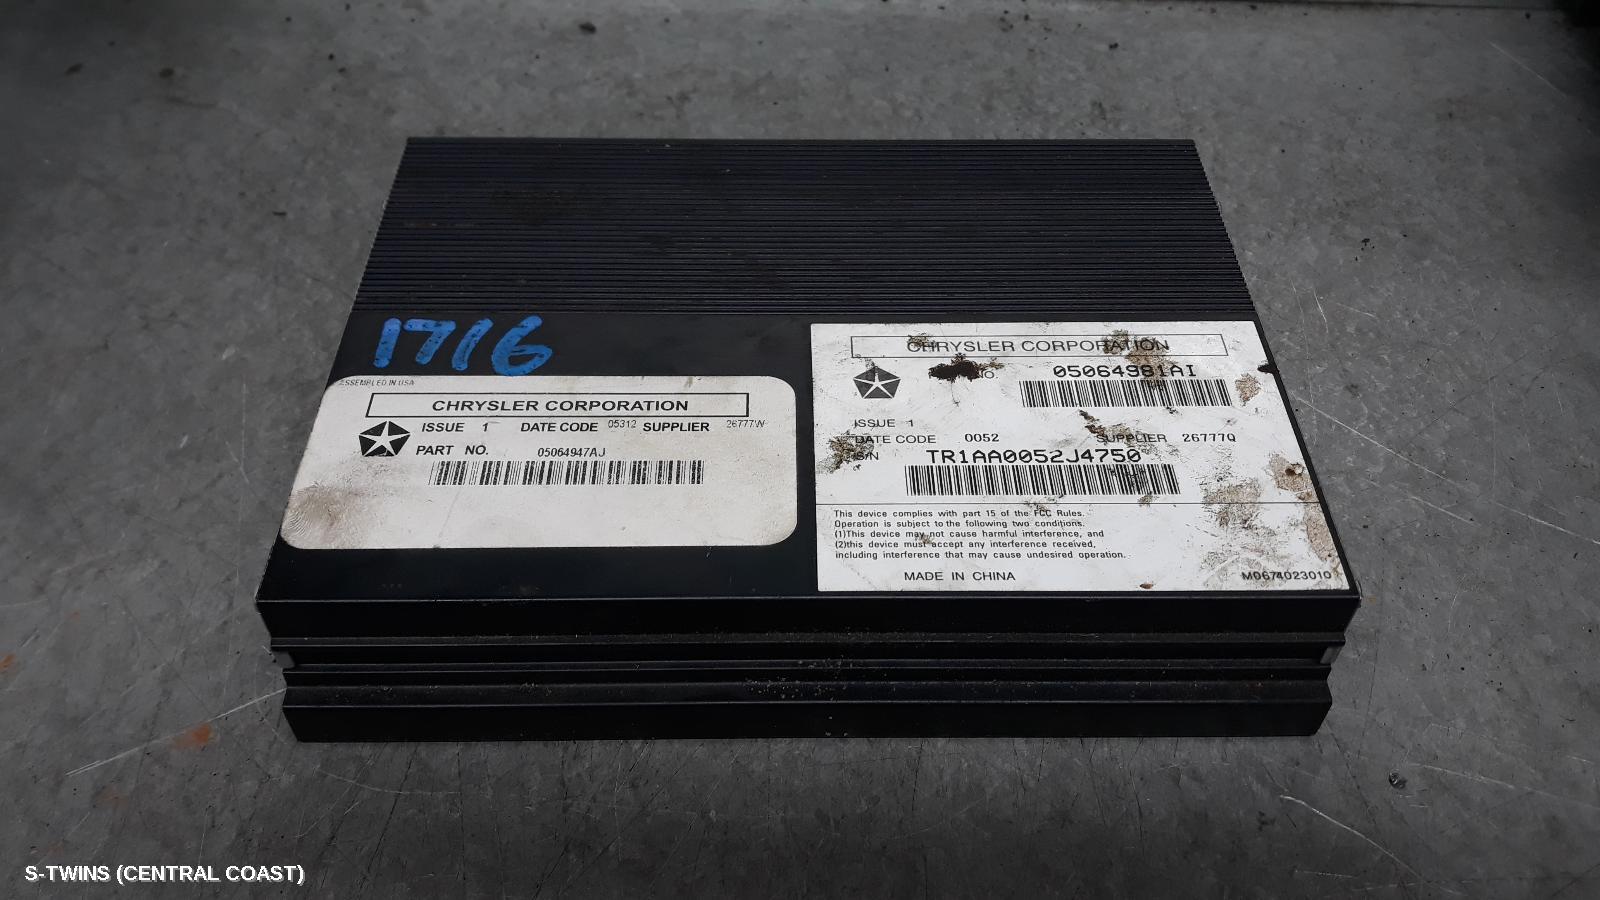 1716
ASSEMBLED IN USA
CHRYSLER CORPORATION
ISSUE 1 DATE CODE 05312 SUPPLIER 26777W
PART NO. 05064947AJ
CHRYSLER CORPORATION
NO. 05064981AI
ISSUE 1
DATE CODE 0052 SUPPLIER 26777Q
S/N TR1AA0052J4750
This device complies with part 15 of the FCC Rules.
Operation is subject to the following two conditions.
(1)This device may not cause harmful interference, and
(2)this device must accept any interference received,
including interference that may cause undesired operation.
MADE IN CHINA M0674023010
S-TWINS (CENTRAL COAST)